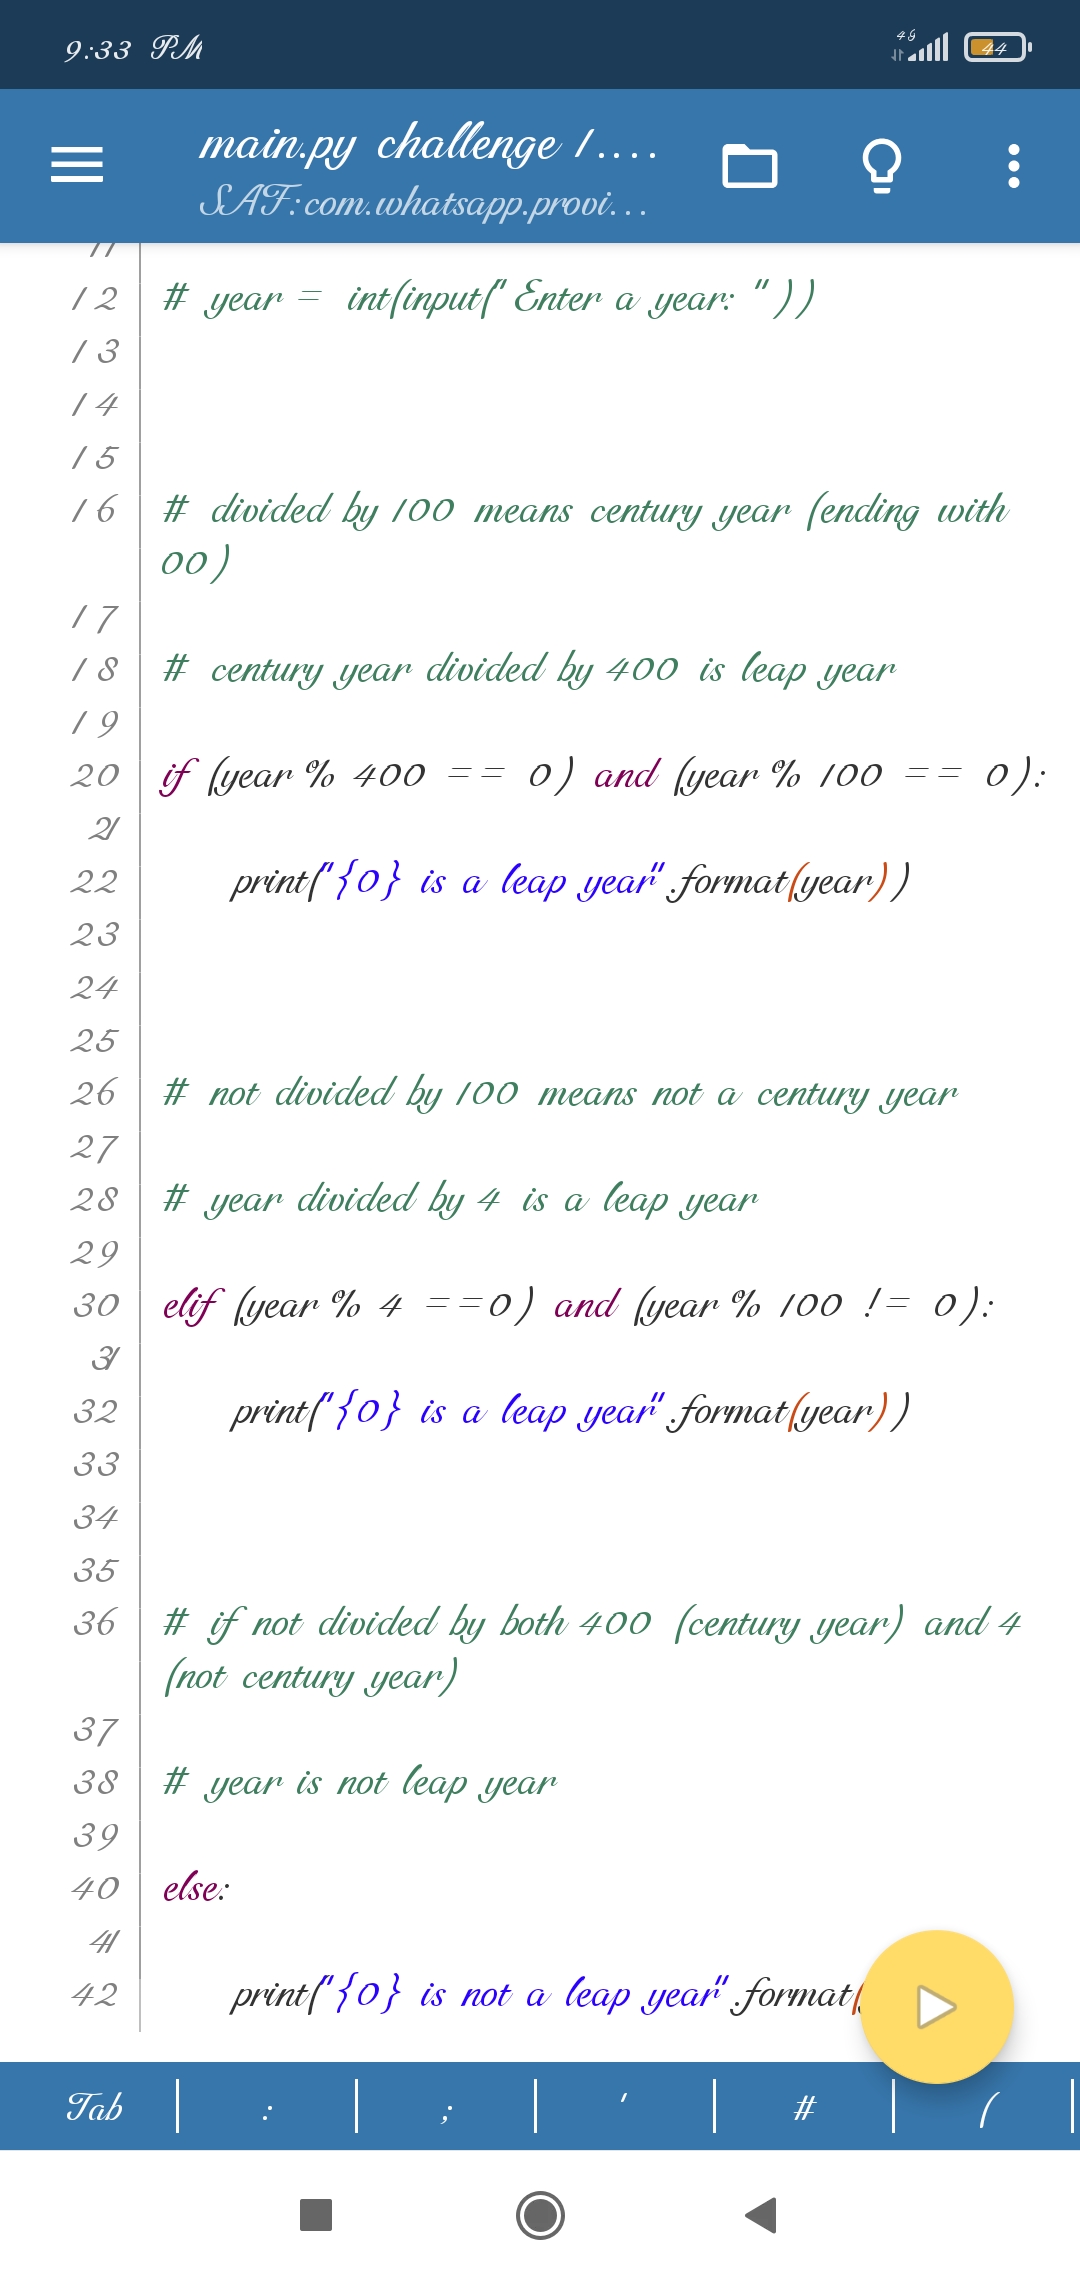 9:33 PM 4G 44
main.py challenge 1....
SAF:com.whatsapp.provi...
11
12 # year = int(input("Enter a year: "))
13
14
15
16 # divided by 100 means century year (ending with
00)
17
18 # century year divided by 400 is leap year
19
20 if (year % 400 == 0) and (year % 100 == 0):
21
22 print("{0} is a leap year".format(year))
23
24
25
26 # not divided by 100 means not a century year
27
28 # year divided by 4 is a leap year
29
30 elif (year % 4 ==0) and (year % 100 != 0):
31
32 print("{0} is a leap year".format(year))
33
34
35
36 # if not divided by both 400 (century year) and 4
(not century year)
37
38 # year is not leap year
39
40 else:
41
42 print("{0} is not a leap year".format(
Tab : ; ' # (